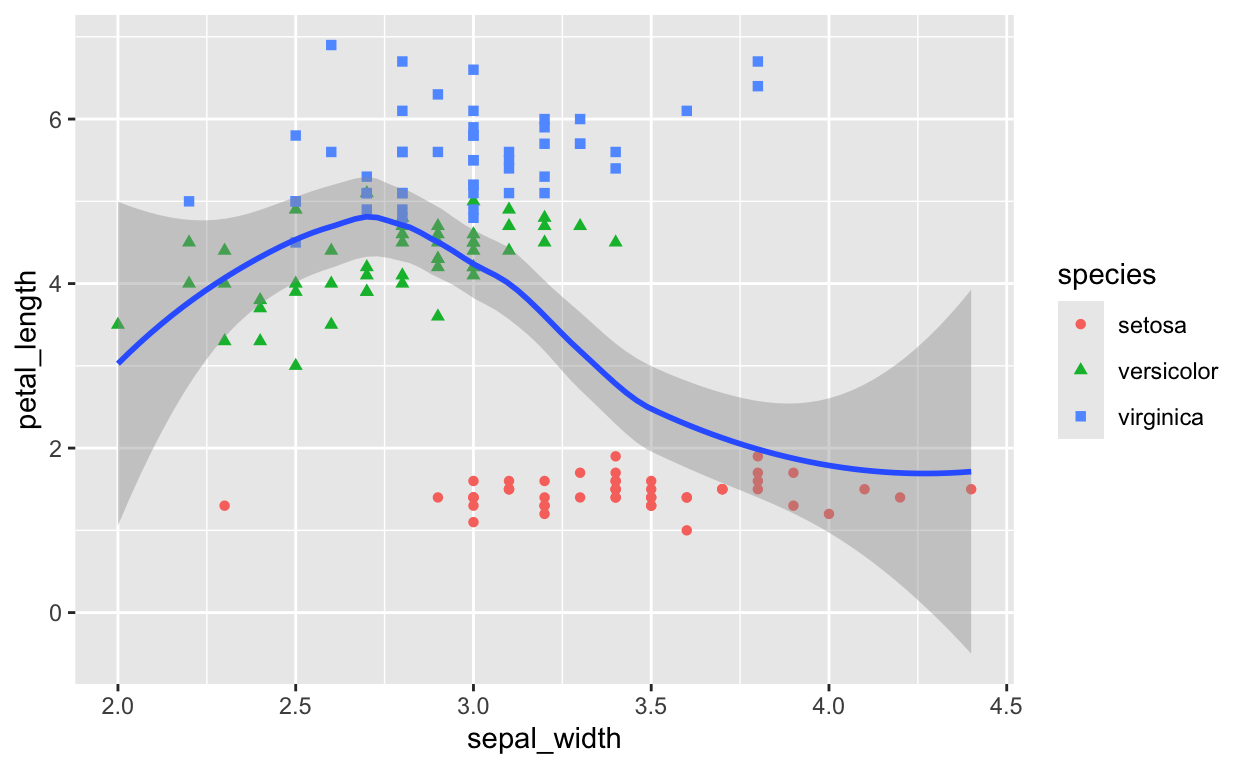 6
4
2
0
petal_length
2.0 2.5 3.0 3.5 4.0 4.5
sepal_width
species
setosa
versicolor
virginica